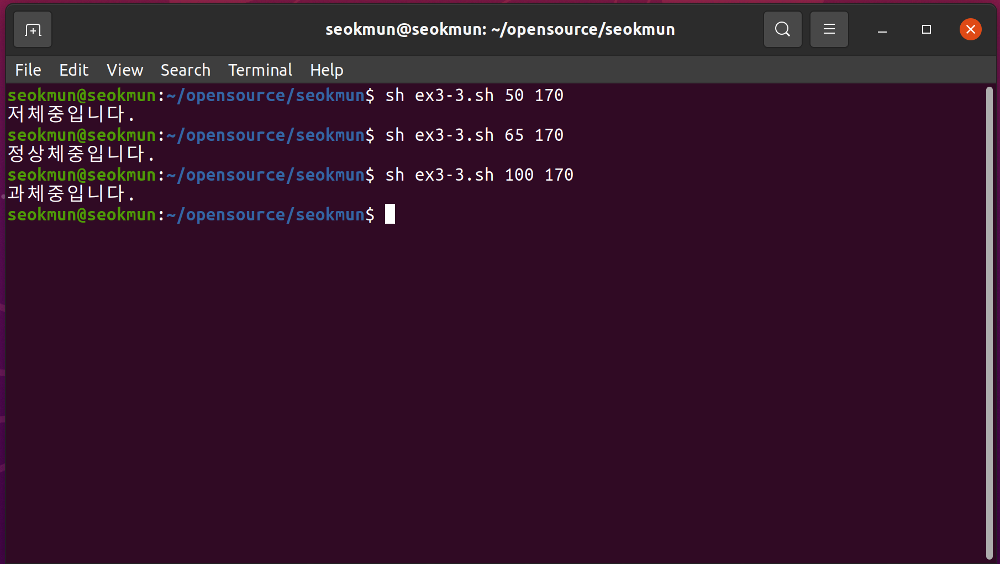 seokmun@seokmun: ~/opensource/seokmun
File Edit View Search Terminal Help
seokmun@seokmun:~/opensource/seokmun$ sh ex3-3.sh 50 170
저체중입니다.
seokmun@seokmun:~/opensource/seokmun$ sh ex3-3.sh 65 170
정상체중입니다.
seokmun@seokmun:~/opensource/seokmun$ sh ex3-3.sh 100 170
과체중입니다.
seokmun@seokmun:~/opensource/seokmun$